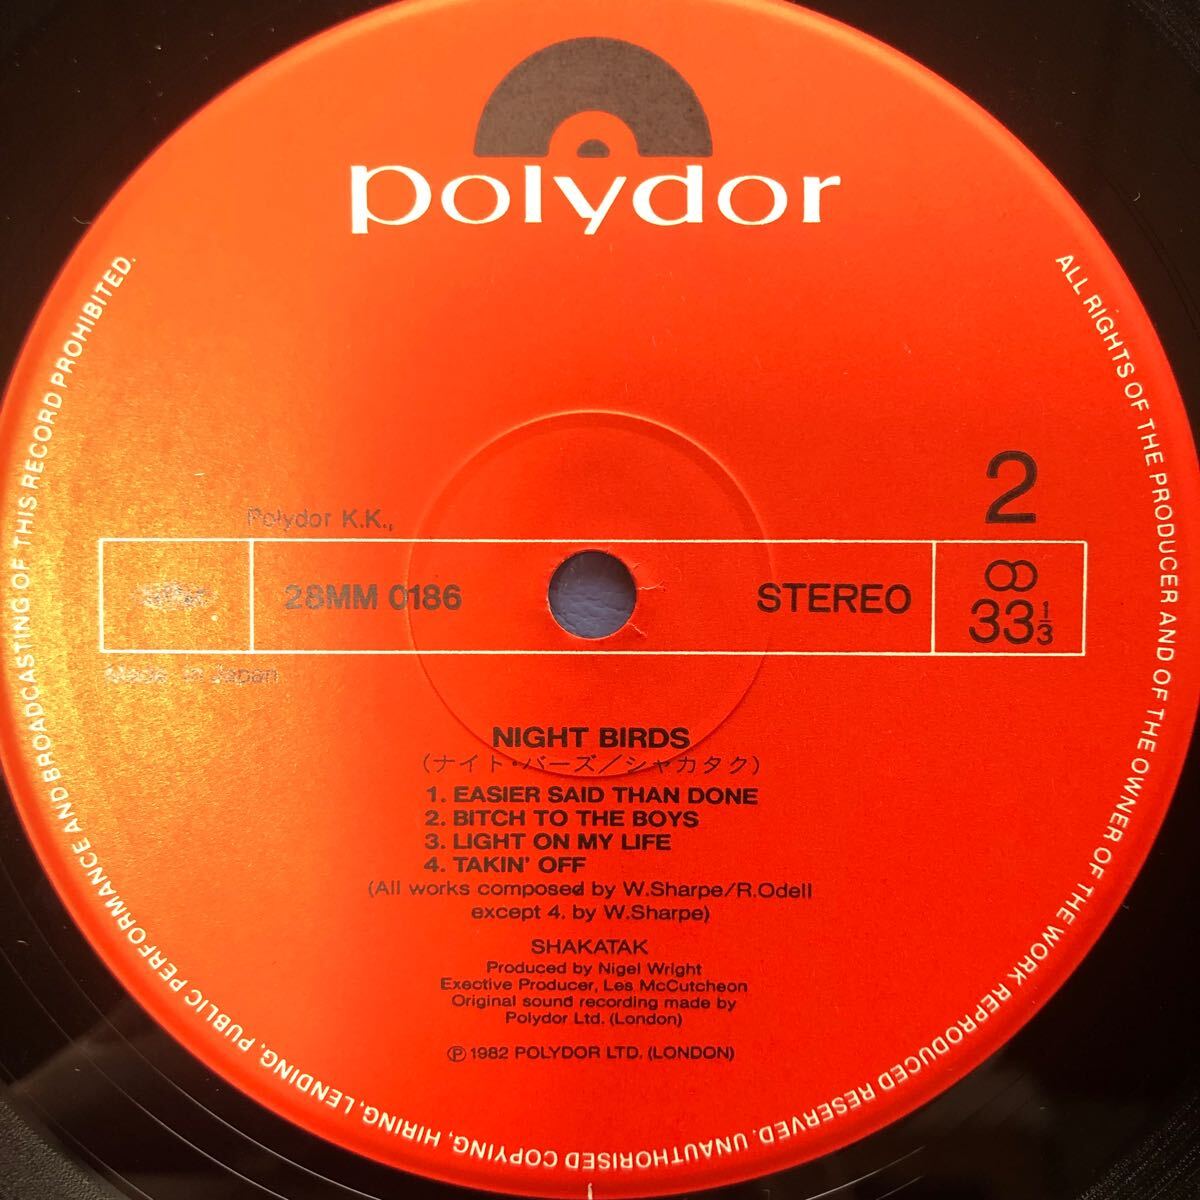 polydor
ALL RIGHTS OF THE PRODUCER AND OF THE OWNER OF THE WORK REPRODUCED RESERVED. UNAUTHORISED COPYING, HIRING, LENDING, PUBLIC PERFORMANCE AND BROADCASTING OF THIS RECORD PROHIBITED.
2
Polydor K.K.,
28MM 0186
STEREO
33 1/3
Made in Japan
NIGHT BIRDS
(ナイト・バーズ/シャカタク)
1. EASIER SAID THAN DONE
2. BITCH TO THE BOYS
3. LIGHT ON MY LIFE
4. TAKIN' OFF
(All works composed by W.Sharpe/R.Odell
except 4. by W.Sharpe)
SHAKATAK
Produced by Nigel Wright
Exective Producer, Les McCutcheon
Original sound recording made by
Polydor Ltd. (London)
Ⓟ 1982 POLYDOR LTD. (LONDON)